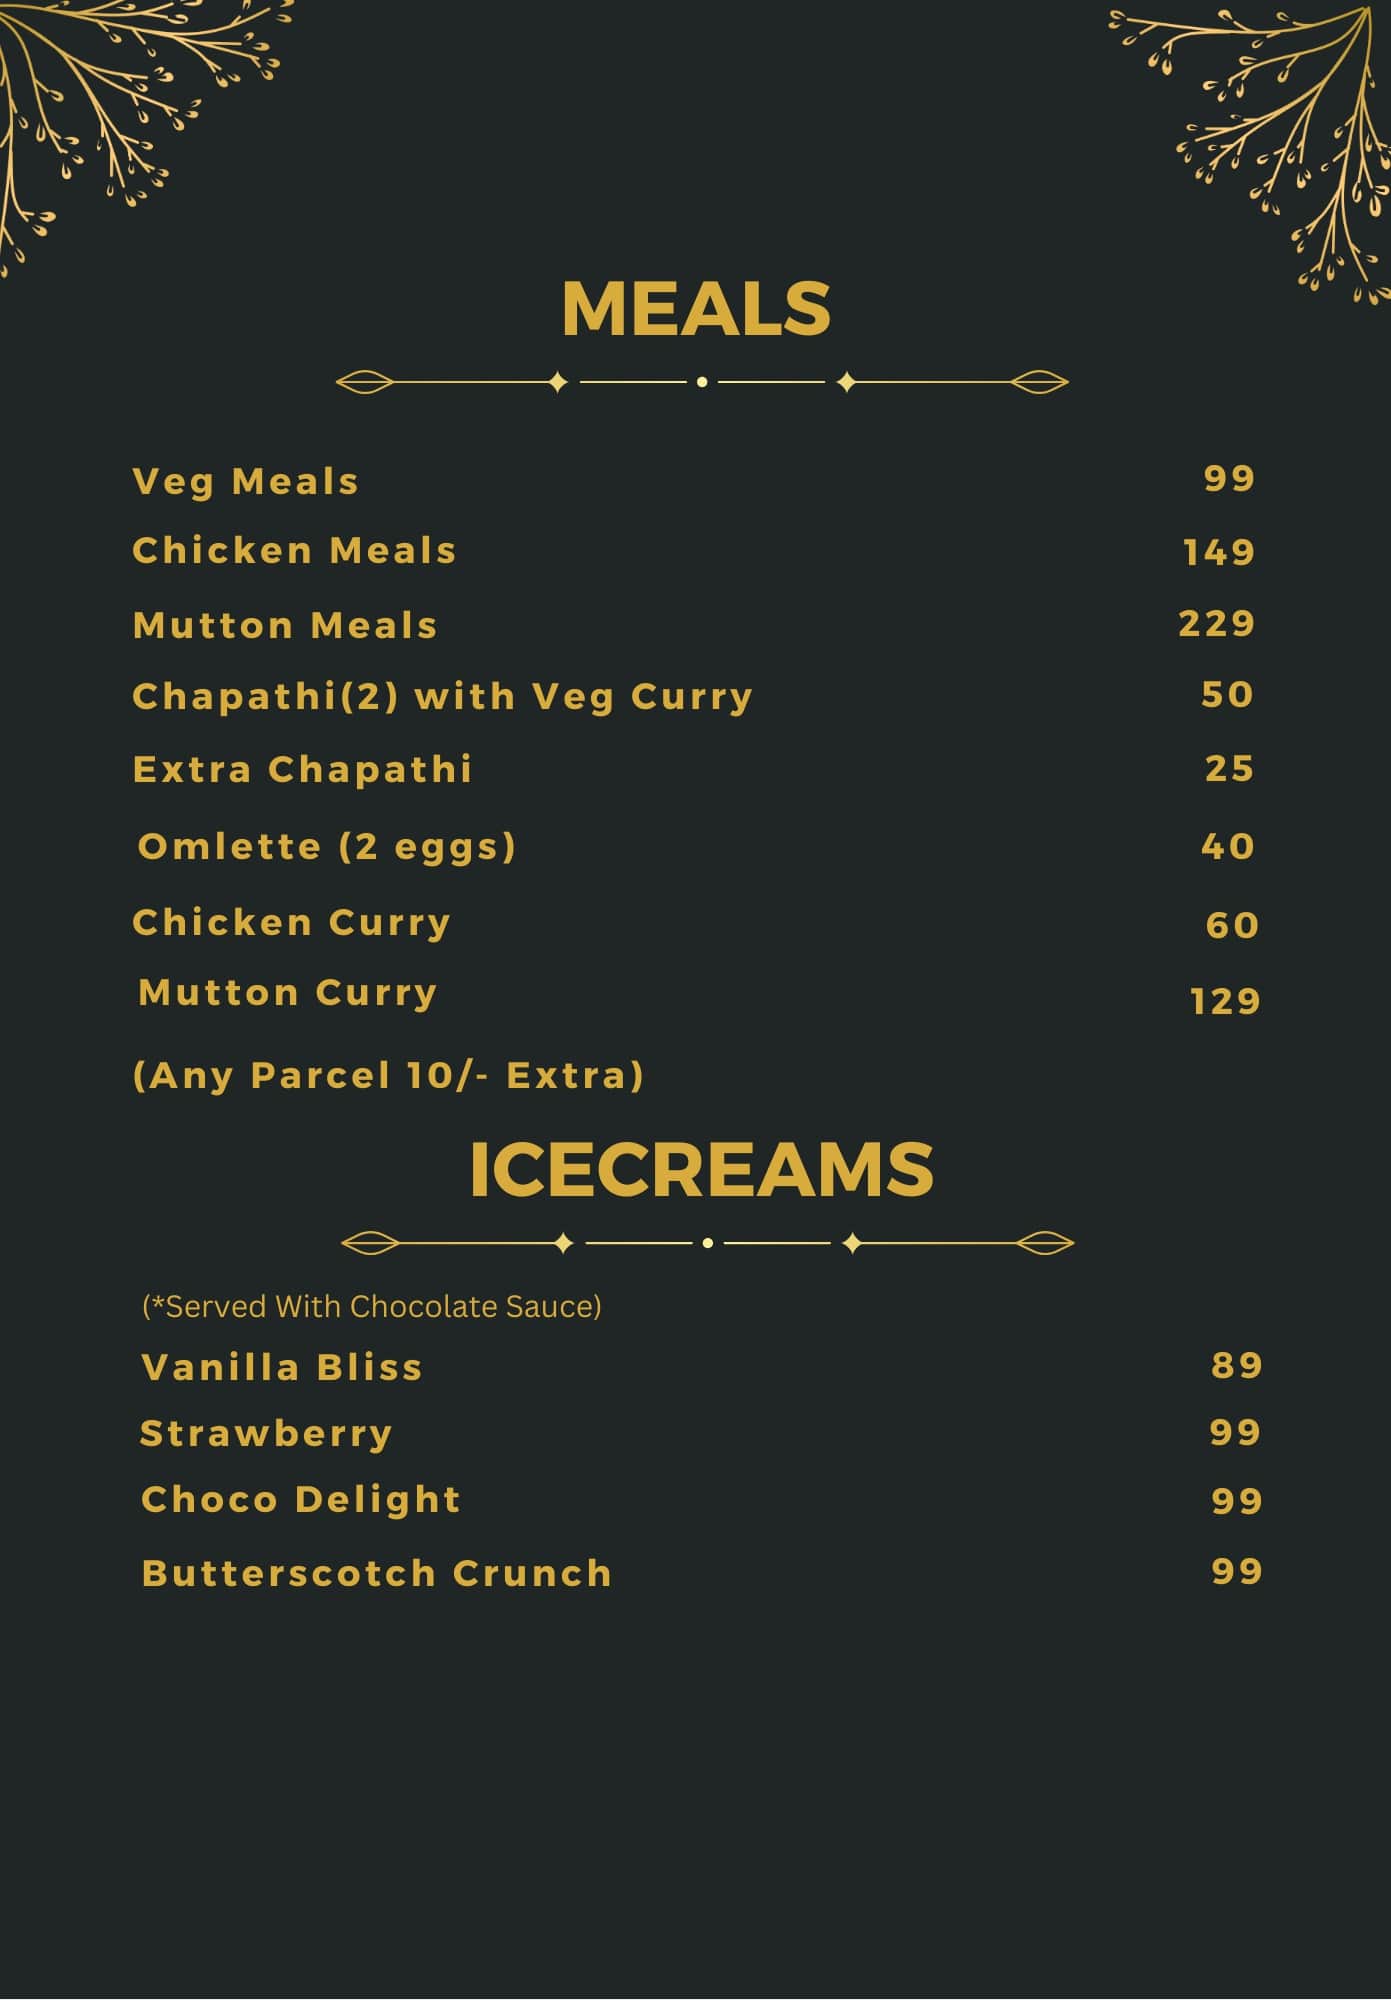 MEALS
Veg Meals 99
Chicken Meals 149
Mutton Meals 229
Chapathi(2) with Veg Curry 50
Extra Chapathi 25
Omlette (2 eggs) 40
Chicken Curry 60
Mutton Curry 129
(Any Parcel 10/- Extra)
ICECREAMS
(*Served With Chocolate Sauce)
Vanilla Bliss 89
Strawberry 99
Choco Delight 99
Butterscotch Crunch 99